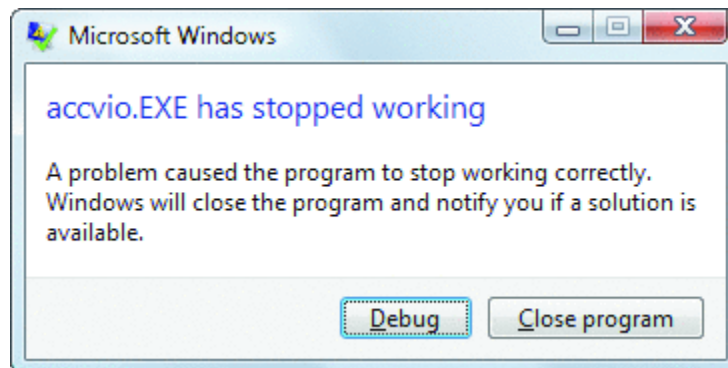 Microsoft Windows
accvio.EXE has stopped working
A problem caused the program to stop working correctly.
Windows will close the program and notify you if a solution is
available.
Debug
Close program